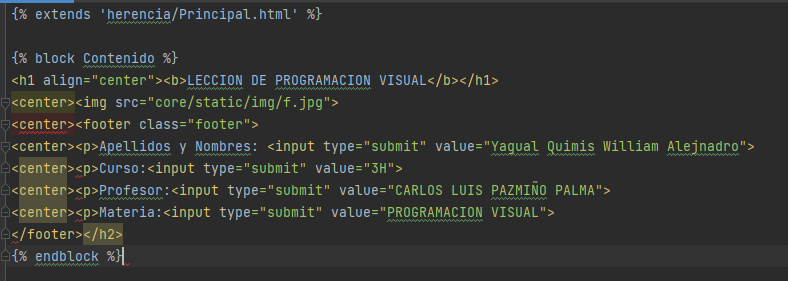 {% extends 'herencia/Principal.html' %}
{% block Contenido %}
<h1 align="center"><b>LECCION DE PROGRAMACION VISUAL</b></h1>
<center><img src="core/static/img/f.jpg">
<center><footer class="footer">
<center><p>Apellidos y Nombres: <input type="submit" value="Yagual Quimis William Alejnadro">
<center><p>Curso:<input type="submit" value="3H">
<center><p>Profesor:<input type="submit" value="CARLOS LUIS PAZMIÑO PALMA">
<center><p>Materia:<input type="submit" value="PROGRAMACION VISUAL">
</footer></h2>
{% endblock %}